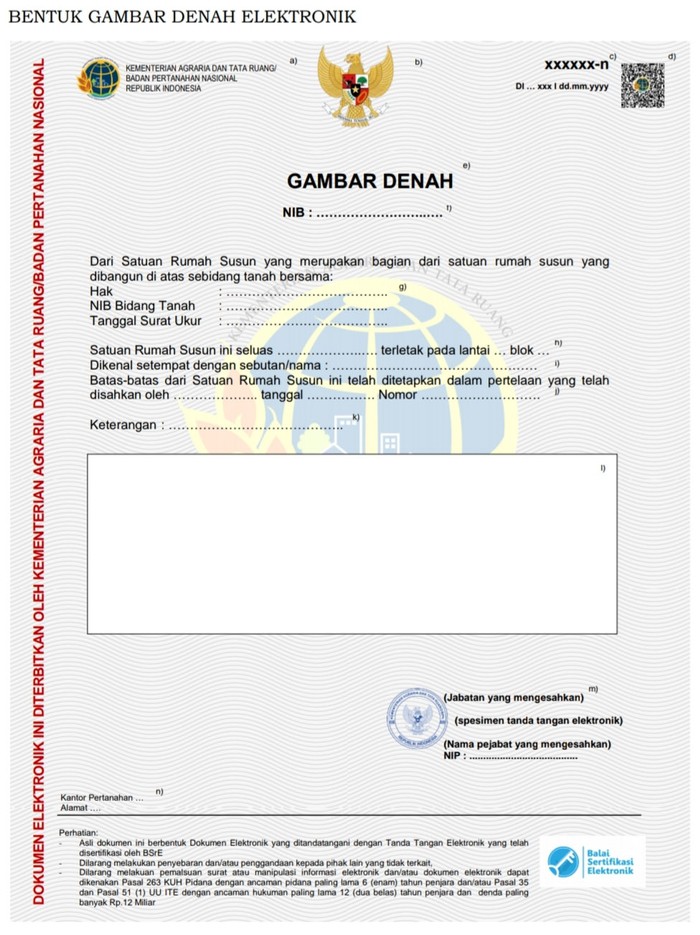 BENTUK GAMBAR DENAH ELEKTRONIK
DOKUMEN ELEKTRONIK INI DITERBITKAN OLEH KEMENTERIAN AGRARIA DAN TATA RUANG/BADAN PERTANAHAN NASIONAL
KEMENTERIAN AGRARIA DAN TATA RUANG/
BADAN PERTANAHAN NASIONAL
REPUBLIK INDONESIA
a)
b)
c)
d)
xxxxxx-n
DI ... xxx I dd.mm.yyyy
e)
GAMBAR DENAH
NIB : ................................ f)
Dari Satuan Rumah Susun yang merupakan bagian dari satuan rumah susun yang
dibangun di atas sebidang tanah bersama:
Hak : ........................................ g)
NIB Bidang Tanah : ........................................
Tanggal Surat Ukur : ........................................
Satuan Rumah Susun ini seluas ......................... terletak pada lantai ... blok ... h)
Dikenal setempat dengan sebutan/nama : .................................................... i)
Batas-batas dari Satuan Rumah Susun ini telah ditetapkan dalam pertelaan yang telah
disahkan oleh ..................... tanggal ................. Nomor .............................. j)
Keterangan : ........................................... k)
KEMENTERIAN AGRARIA DAN TATA RUANG
l)
m)
(Jabatan yang mengesahkan)
(spesimen tanda tangan elektronik)
(Nama pejabat yang mengesahkan)
NIP : .......................................
REPUBLIK INDONESIA
Kantor Pertanahan ... n)
Alamat ....
Perhatian:
- Asli dokumen ini berbentuk Dokumen Elektronik yang ditandatangani dengan Tanda Tangan Elektronik yang telah
disertifikasi oleh BSrE
- Dilarang melakukan penyebaran dan/atau penggandaan kepada pihak lain yang tidak terkait,
- Dilarang melakuan pemalsuan surat atau manipulasi informasi elektronik dan/atau dokumen elektronik dapat
dikenakan Pasal 263 KUH Pidana dengan ancaman pidana paling lama 6 (enam) tahun penjara dan/atau Pasal 35
dan Pasal 51 (1) UU ITE dengan ancaman hukuman paling lama 12 (dua belas) tahun penjara dan denda paling
banyak Rp.12 Miliar
Balai
Sertifikasi
Elektronik